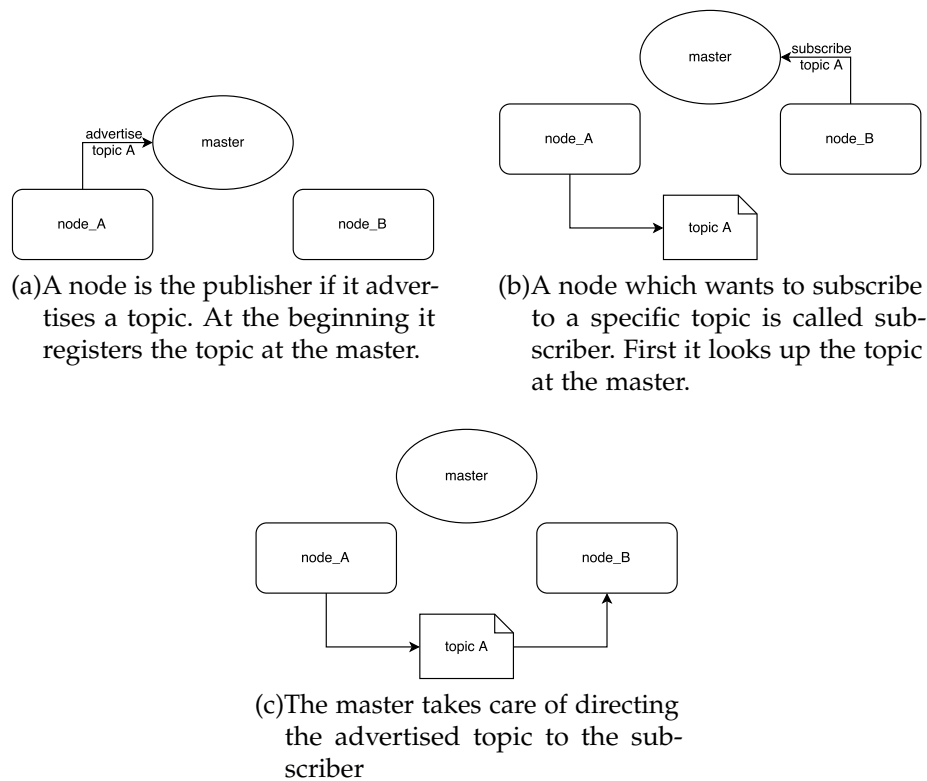 advertise
topic A
master
node_A
node_B
(a)A node is the publisher if it adver-
tises a topic. At the beginning it
registers the topic at the master.
master
subscribe
topic A
node_A
node_B
topic A
(b)A node which wants to subscribe
to a specific topic is called sub-
scriber. First it looks up the topic
at the master.
master
node_A
node_B
topic A
(c)The master takes care of directing
the advertised topic to the sub-
scriber